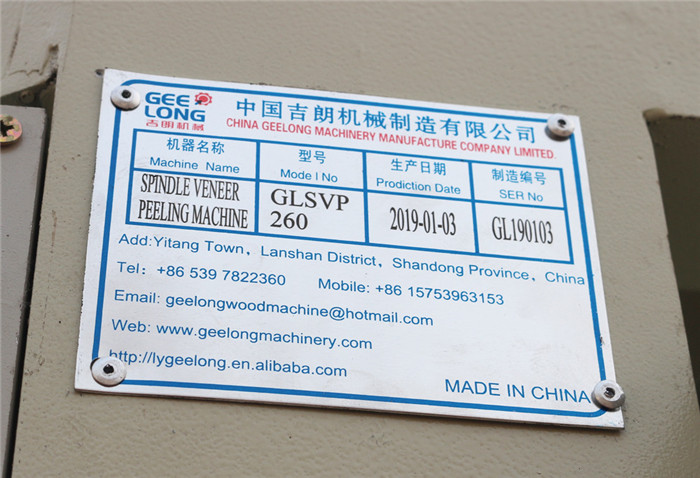 GEE LONG
吉朗机械
中国吉朗机械制造有限公司
CHINA GEELONG MACHINERY MANUFACTURE COMPANY LIMITED.
机器名称 型号 生产日期 制造编号
Machine Name Model No Prodiction Date SER No
SPINDLE VENEER PEELING MACHINE GLSVP 260 2019-01-03 GL190103
Add:Yitang Town, Lanshan District, Shandong Province, China
Tel: +86 539 7822360 Mobile: +86 15753963153
Email: geelongwoodmachine@hotmail.com
Web: www.geelongmachinery.com
http://lygeelong.en.alibaba.com
MADE IN CHINA